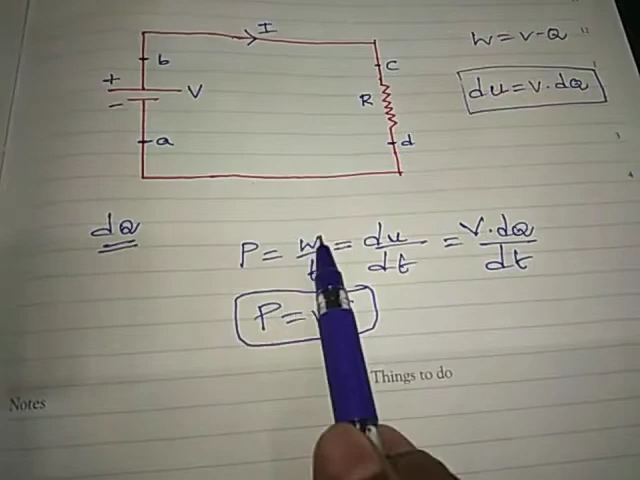 I
W = V-Q
b
c
+
V
R
du = V·dQ
-
a
d
dQ
P = W = du = V·dQ
dt dt
P =
Things to do
Notes